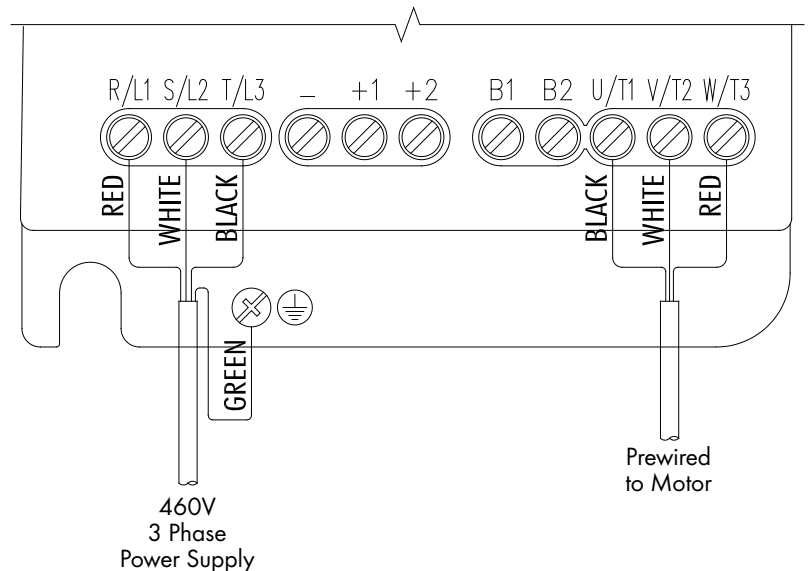 R/L1 S/L2 T/L3 – +1 +2 B1 B2 U/T1 V/T2 W/T3
RED
WHITE
BLACK
BLACK
WHITE
RED
GREEN
Prewired
to Motor
460V
3 Phase
Power Supply